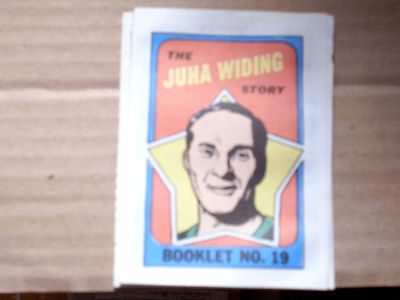 THE
JUHA WIDING
STORY
BOOKLET NO. 19